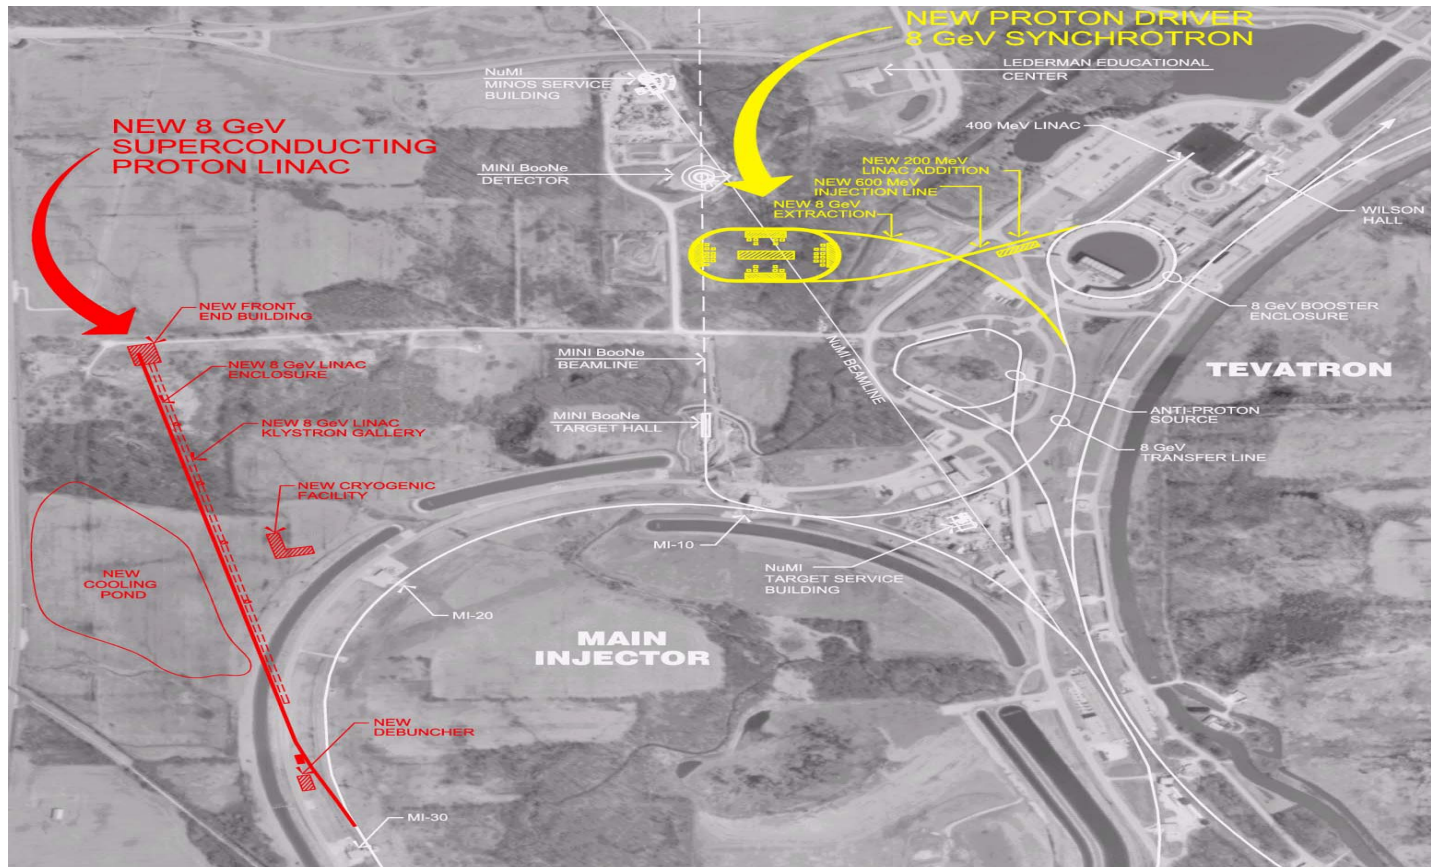 NEW PROTON DRIVER
8 GeV SYNCHROTRON
LEDERMAN EDUCATIONAL
CENTER
NuMI
MINOS SERVICE
BUILDING
NEW 8 GeV
SUPERCONDUCTING
PROTON LINAC
400 MeV LINAC
MINI BooNe
DETECTOR
NEW 200 MeV
LINAC ADDITION
NEW 600 MeV
INJECTION LINE
NEW 8 GeV
EXTRACTION
WILSON
HALL
NEW FRONT
END BUILDING
8 GeV BOOSTER
ENCLOSURE
NEW 8 GeV LINAC
ENCLOSURE
MINI BooNe
BEAMLINE
NuMI BEAMLINE
TEVATRON
NEW 8 GeV LINAC
KLYSTRON GALLERY
MINI BooNe
TARGET HALL
ANTI-PROTON
SOURCE
8 GeV
TRANSFER LINE
NEW CRYOGENIC
FACILITY
MI-10
NEW
COOLING
POND
NuMI
TARGET SERVICE
BUILDING
MI-20
MAIN
INJECTOR
NEW
DEBUNCHER
MI-30